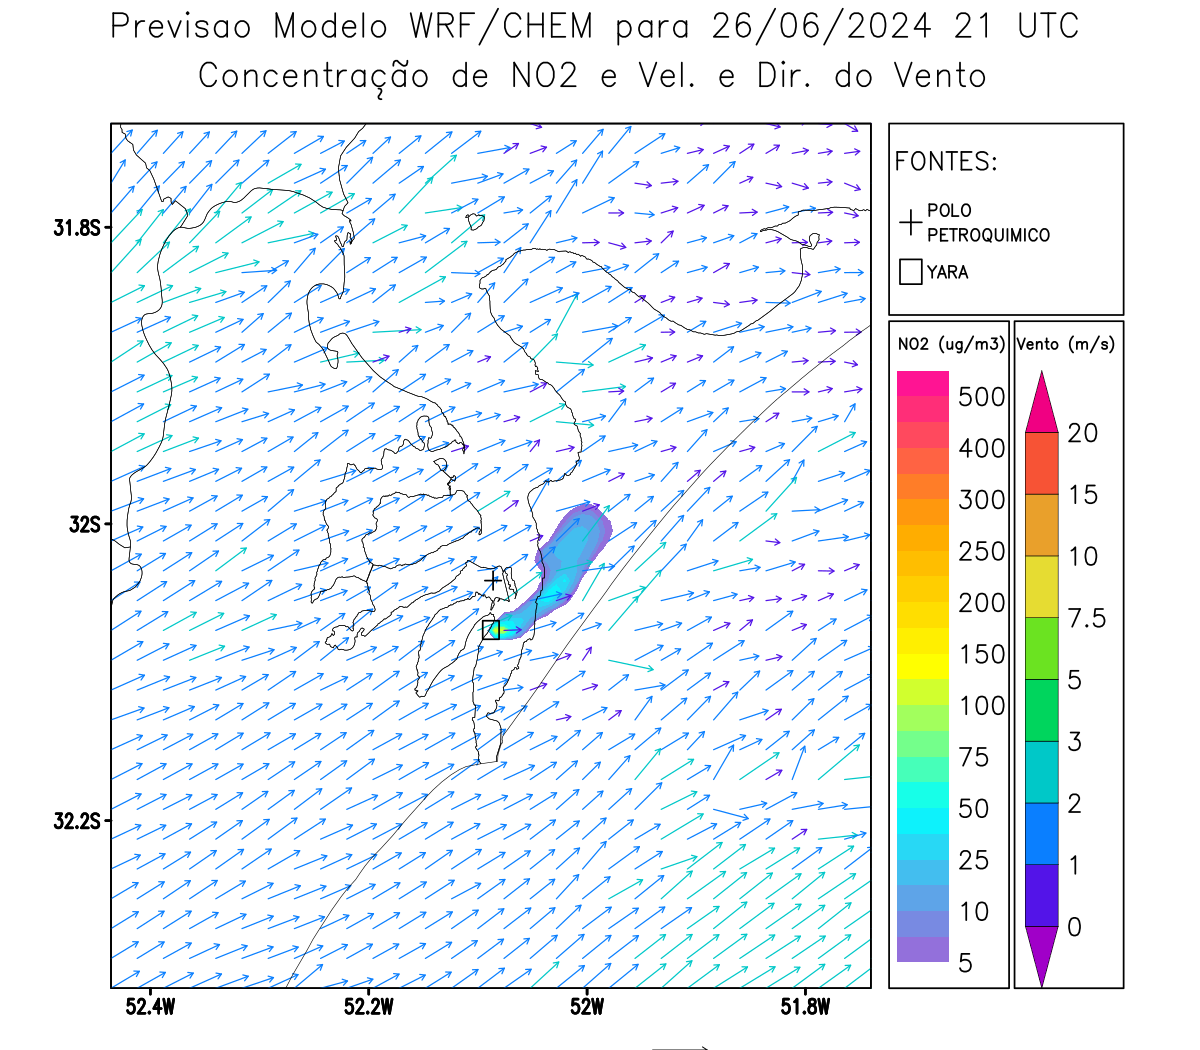 Previsao Modelo WRF/CHEM para 26/06/2024 21 UTC
Concentração de NO2 e Vel. e Dir. do Vento
FONTES:
POLO
PETROQUIMICO
YARA
NO2 (ug/m3)
500
400
300
250
200
150
100
75
50
25
10
5
Vento (m/s)
20
15
10
7.5
5
3
2
1
0
31.8S
32S
32.2S
52.4W
52.2W
52W
51.8W